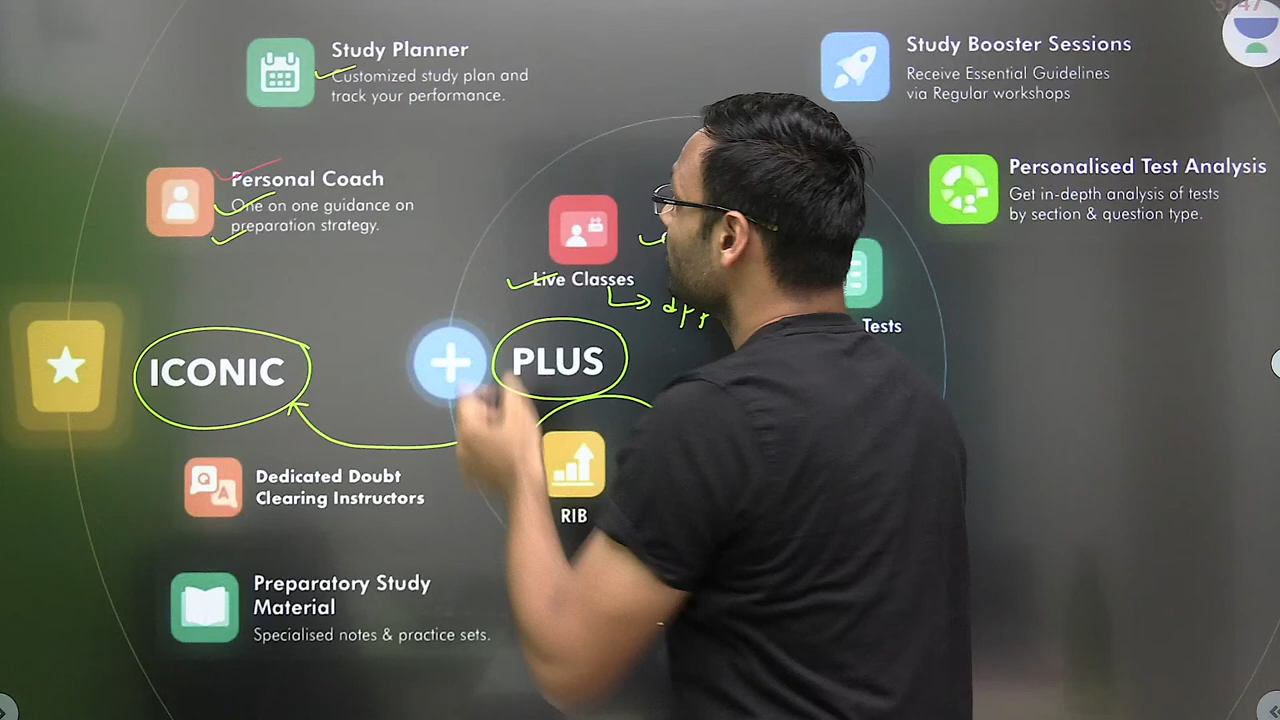 5/47
Study Planner
Customized study plan and
track your performance.
Study Booster Sessions
Receive Essential Guidelines
via Regular workshops
Personal Coach
One on one guidance on
preparation strategy.
Personalised Test Analysis
Get in-depth analysis of tests
by section & question type.
Live Classes
Tests
ICONIC
PLUS
Dedicated Doubt
Clearing Instructors
RIB
Preparatory Study
Material
Specialised notes & practice sets.